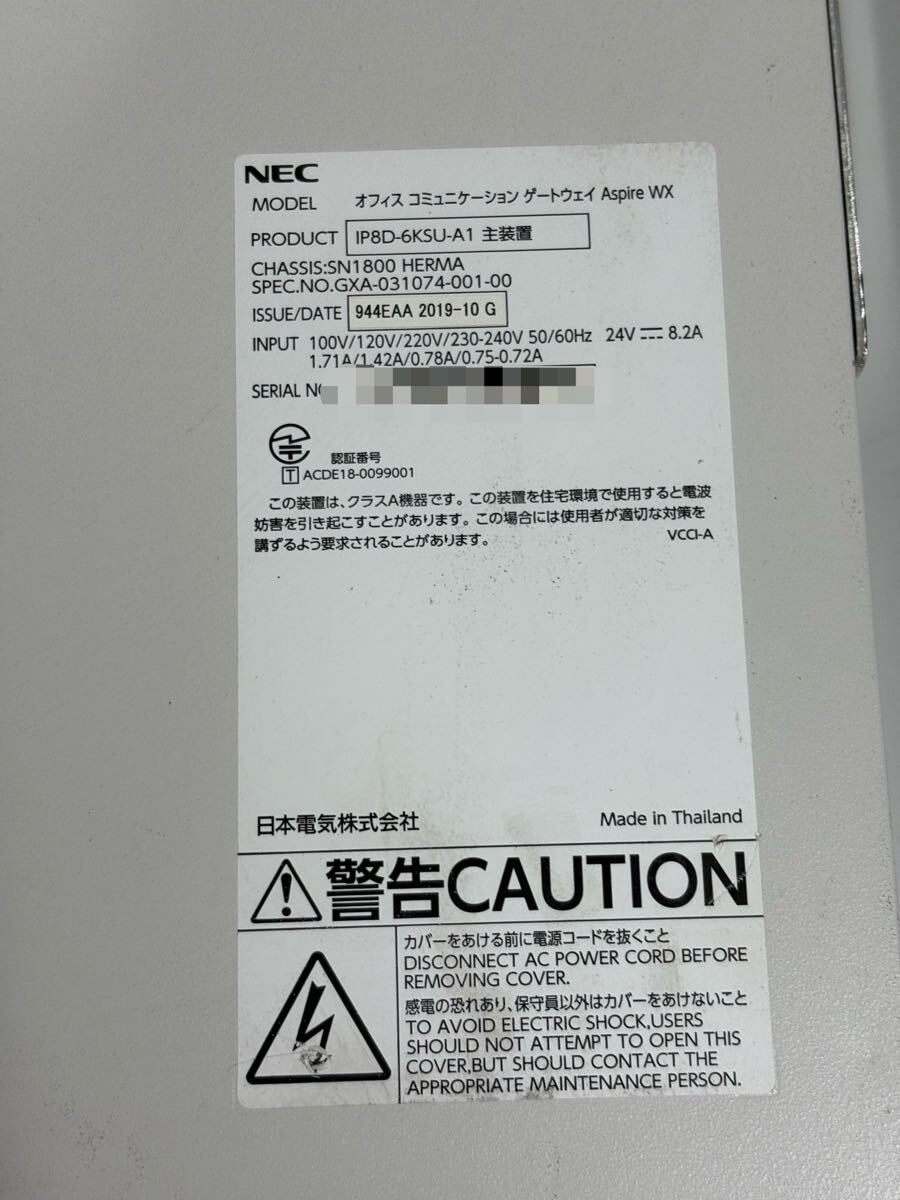 NEC
MODEL オフィス コミュニケーション ゲートウェイ Aspire WX
PRODUCT IP8D-6KSU-A1 主装置
CHASSIS:SN1800 HERMA
SPEC.NO.GXA-031074-001-00
ISSUE/DATE 944EAA 2019-10 G
INPUT 100V/120V/220V/230-240V 50/60Hz 24V ⎓ 8.2A
1.71A/1.42A/0.78A/0.75-0.72A
SERIAL NO
認証番号
T ACDE18-0099001
この装置は、クラスA機器です。この装置を住宅環境で使用すると電波
妨害を引き起こすことがあります。この場合には使用者が適切な対策を
講ずるよう要求されることがあります。
VCCI-A
日本電気株式会社 Made in Thailand
警告CAUTION
カバーをあける前に電源コードを抜くこと
DISCONNECT AC POWER CORD BEFORE
REMOVING COVER.
感電の恐れあり、保守員以外はカバーをあけないこと
TO AVOID ELECTRIC SHOCK,USERS
SHOULD NOT ATTEMPT TO OPEN THIS
COVER,BUT SHOULD CONTACT THE
APPROPRIATE MAINTENANCE PERSON.